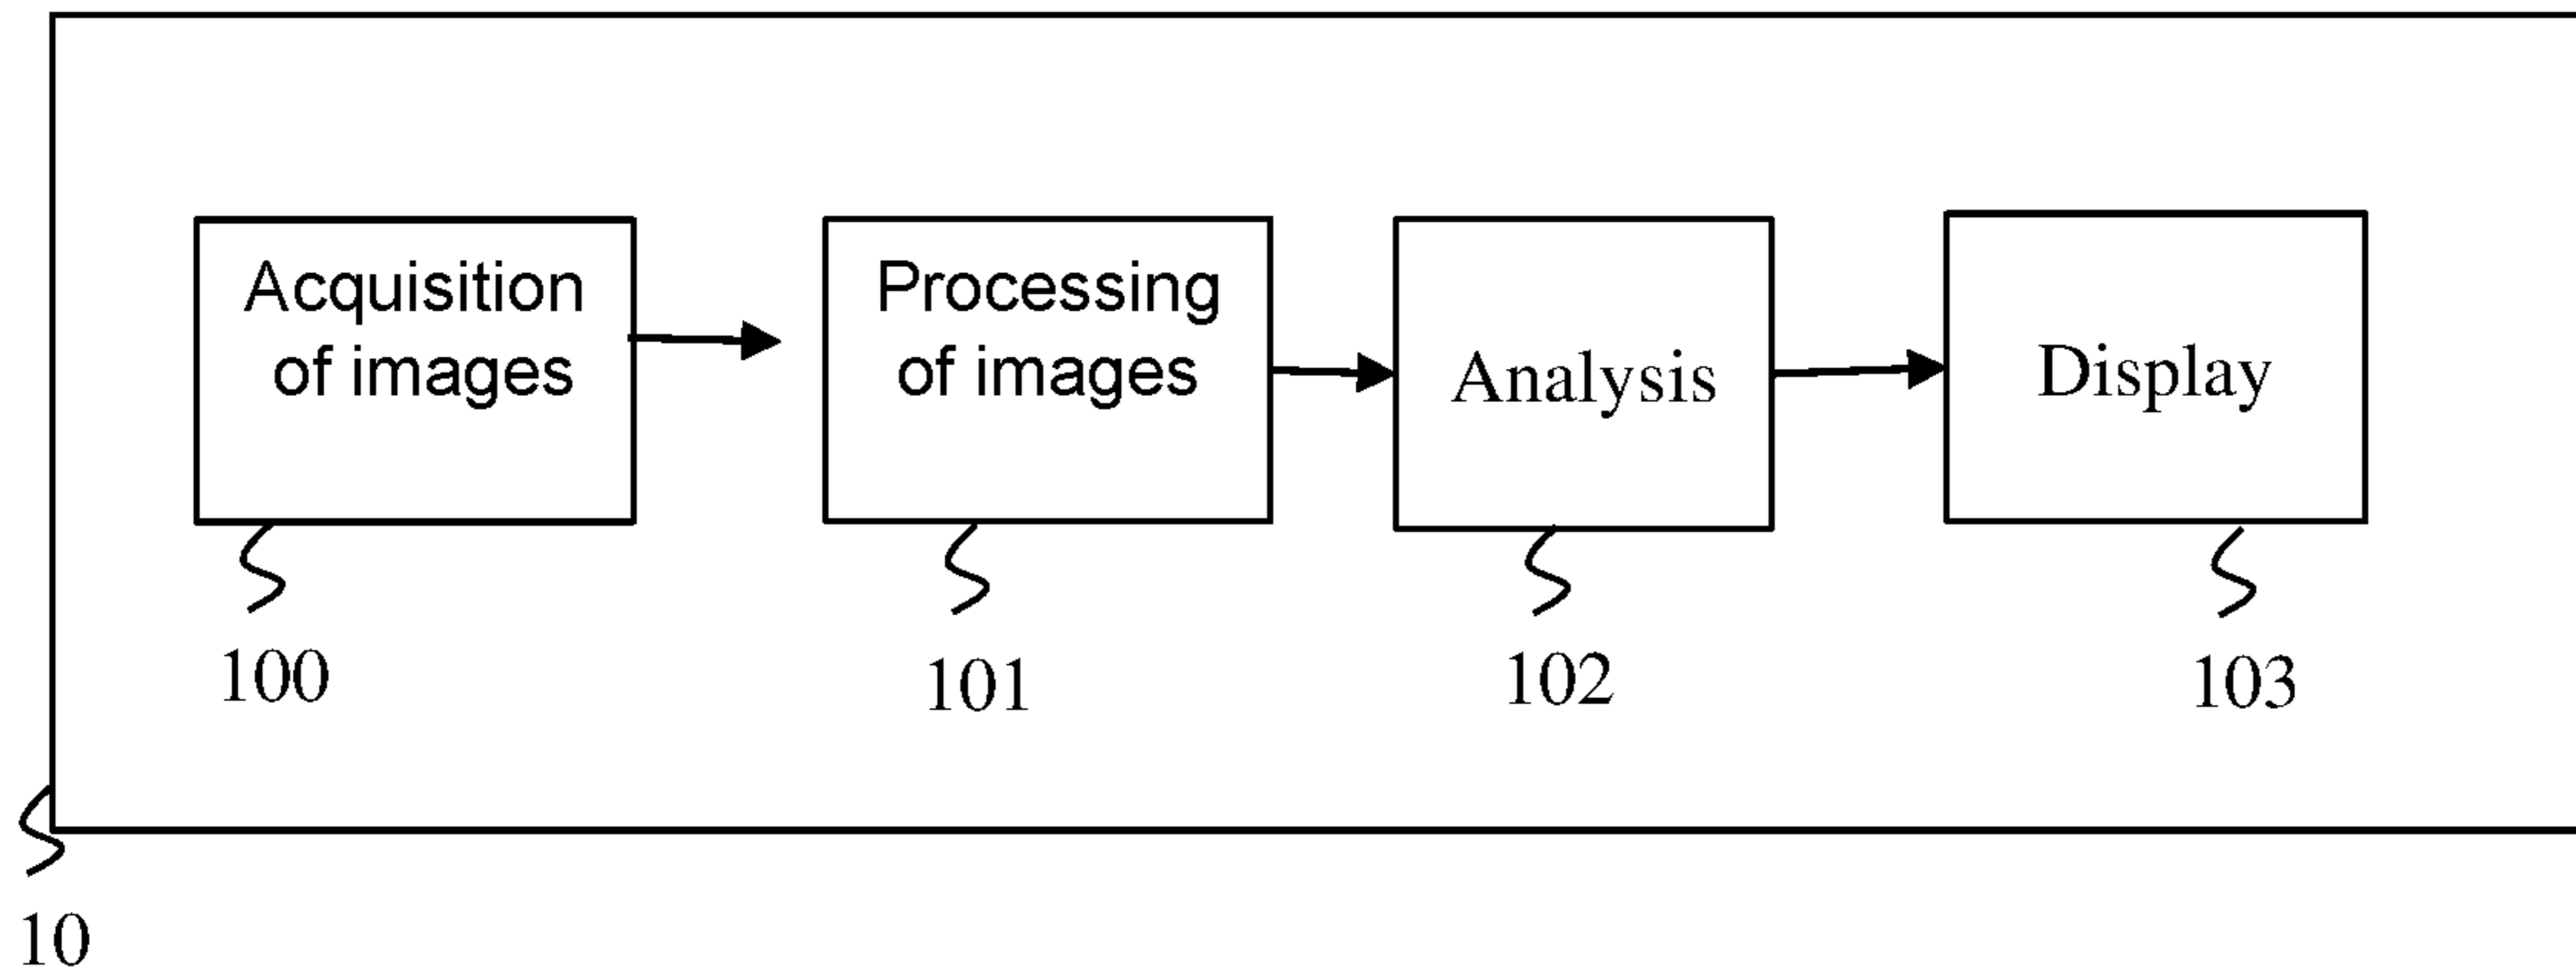 Acquisition
of images
Processing
of images
Analysis
Display
100
101
102
103
10